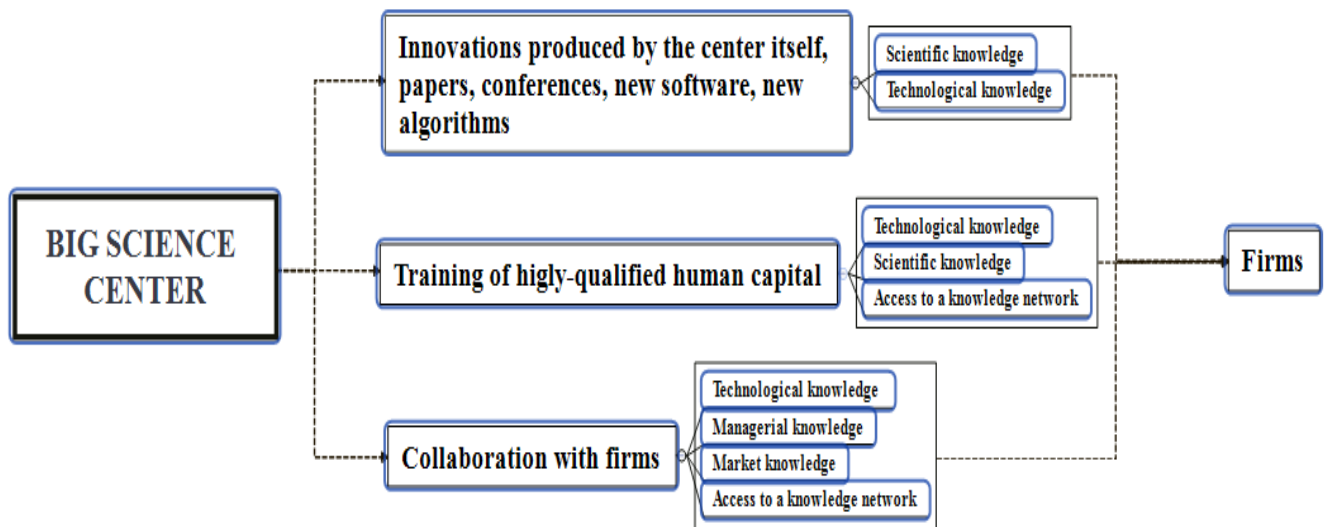 BIG SCIENCE
CENTER
Innovations produced by the center itself,
papers, conferences, new software, new
algorithms
Scientific knowledge
Technological knowledge
Training of higly-qualified human capital
Technological knowledge
Scientific knowledge
Access to a knowledge network
Collaboration with firms
Technological knowledge
Managerial knowledge
Market knowledge
Access to a knowledge network
Firms